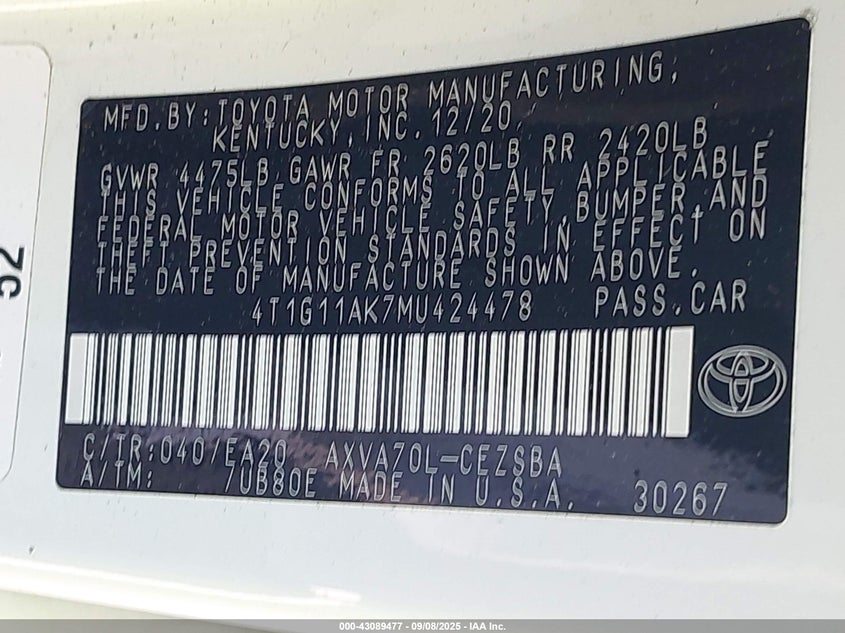 MFD.BY:TOYOTA MOTOR MANUFACTURING,
KENTUCKY, INC. 12/20
GVWR 4475LB GAWR FR 2620LB RR 2420LB
THIS VEHICLE CONFORMS TO ALL APPLICABLE
FEDERAL MOTOR VEHICLE SAFETY,BUMPER,AND
THEFT PREVENTION STANDARDS IN EFFECT ON
THE DATE OF MANUFACTURE SHOWN ABOVE.
4T1G11AK7MU424478 PASS.CAR
C/TR:040/EA20 AXVA70L-CEZSBA
A/TM: /UB80E MADE IN U.S.A. 30267
52
000-43089477 - 09/08/2025 - IAA Inc.